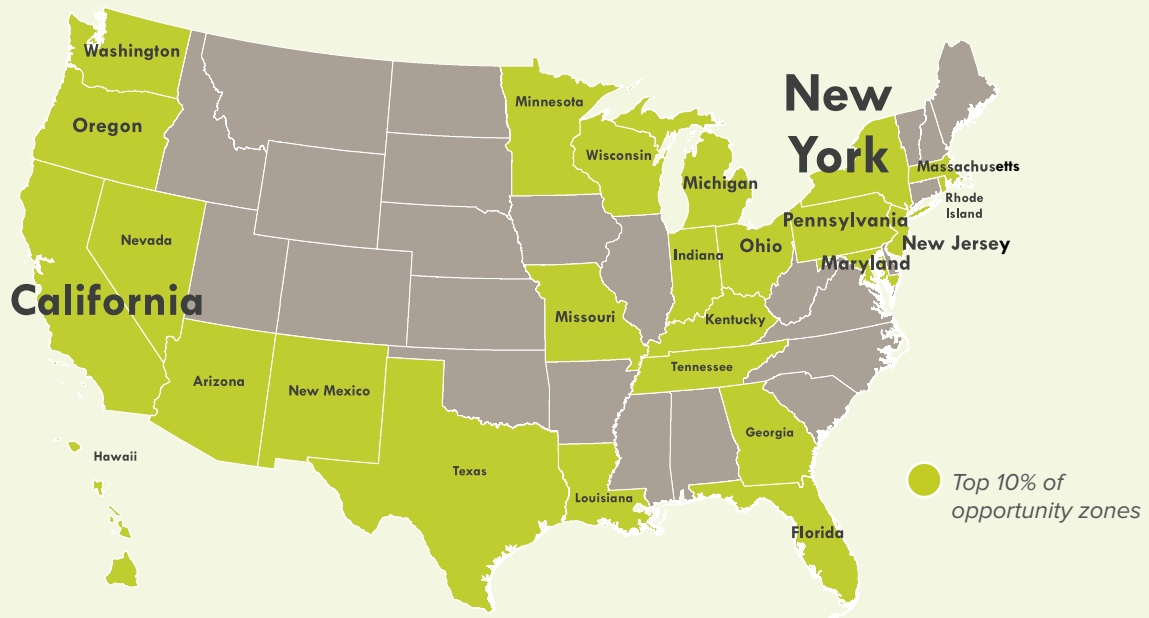 Washington
Oregon
Nevada
California
Arizona
New Mexico
Hawaii
Texas
Minnesota
Wisconsin
Michigan
Indiana
Ohio
Missouri
Kentucky
Tennessee
Louisiana
Georgia
Florida
New
York
Massachusetts
Rhode
Island
Pennsylvania
New Jersey
Maryland
Top 10% of
opportunity zones